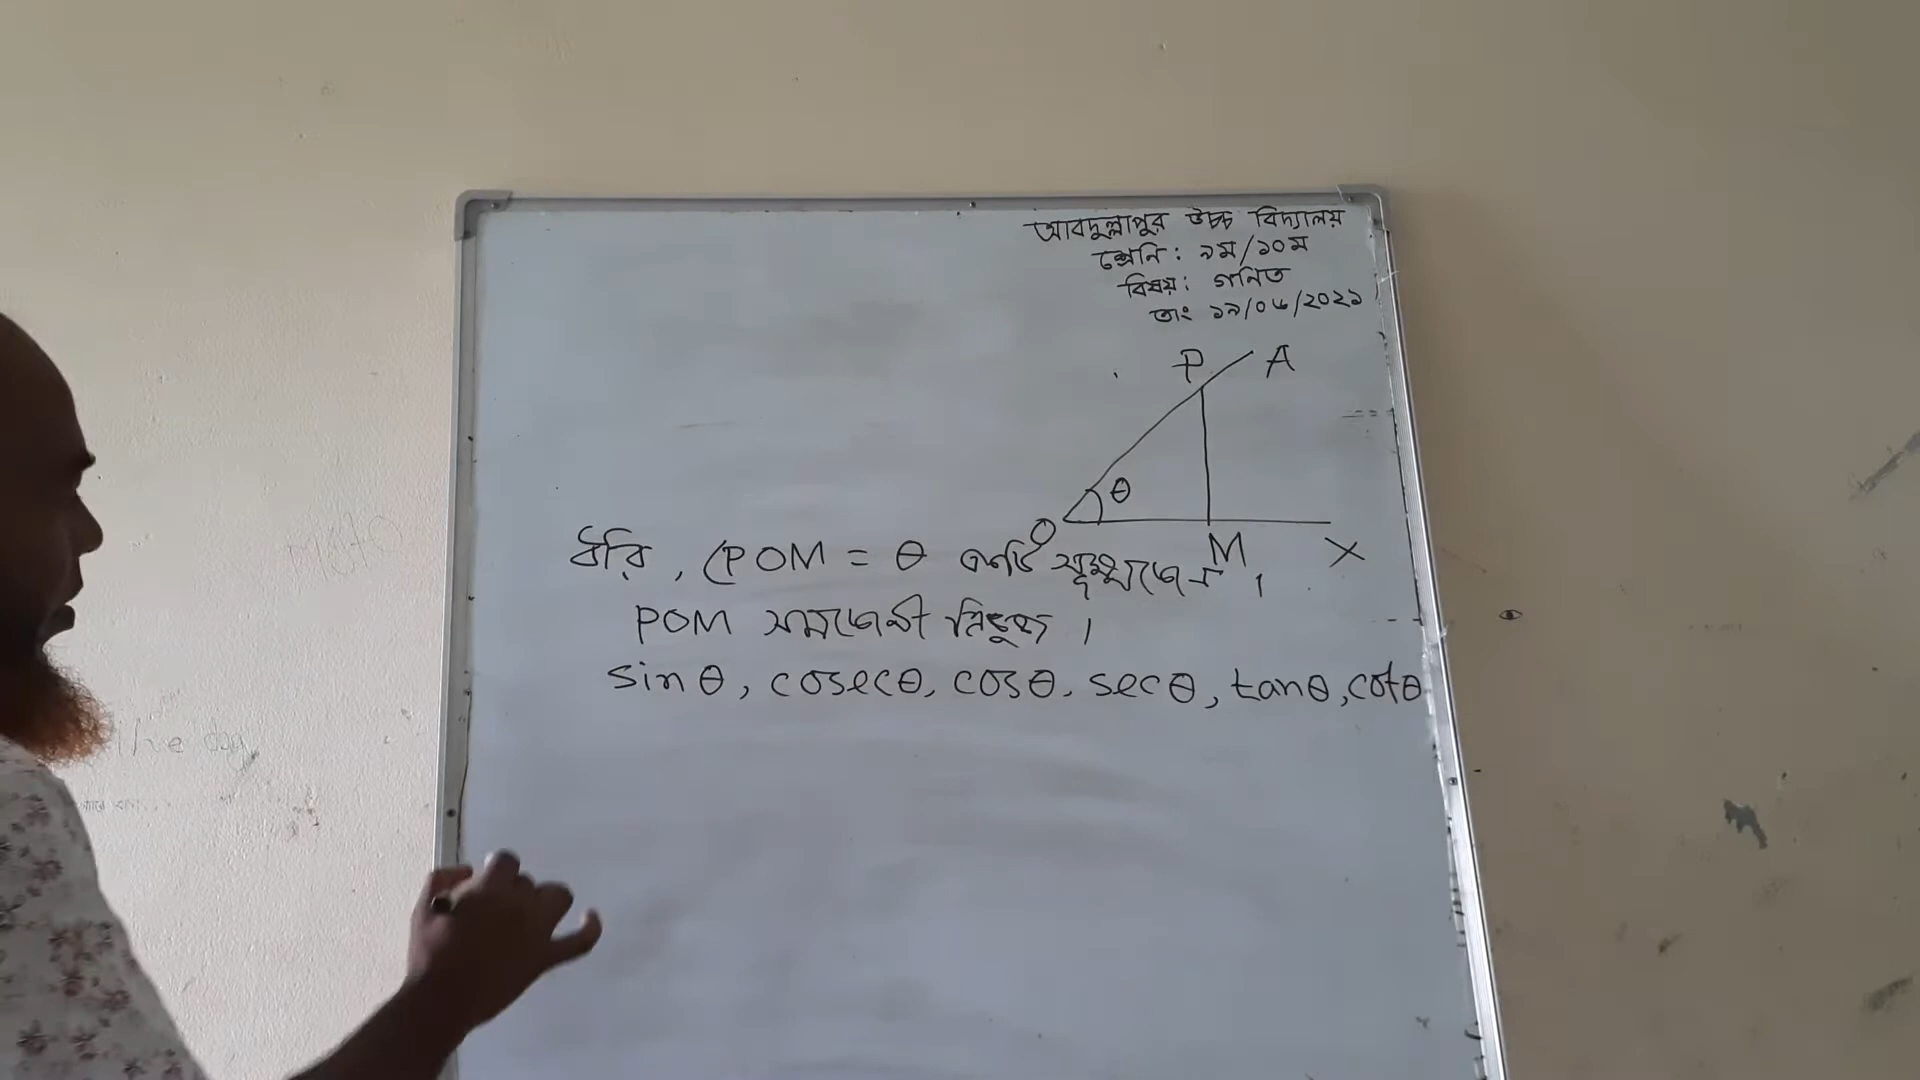 আবদুল্লাপুর উচ্চ বিদ্যালয়
শ্রেনি: ৯ম/১০ম
বিষয়: গনিত
তাং ১৯/০৬/২০২১
P A
θ
O M X
ধরি, ∠POM = θ একটি সূক্ষ্মকোণ।
POM সমকোণী ত্রিভুজ।
sinθ, cosecθ, cosθ, secθ, tanθ, cotθ